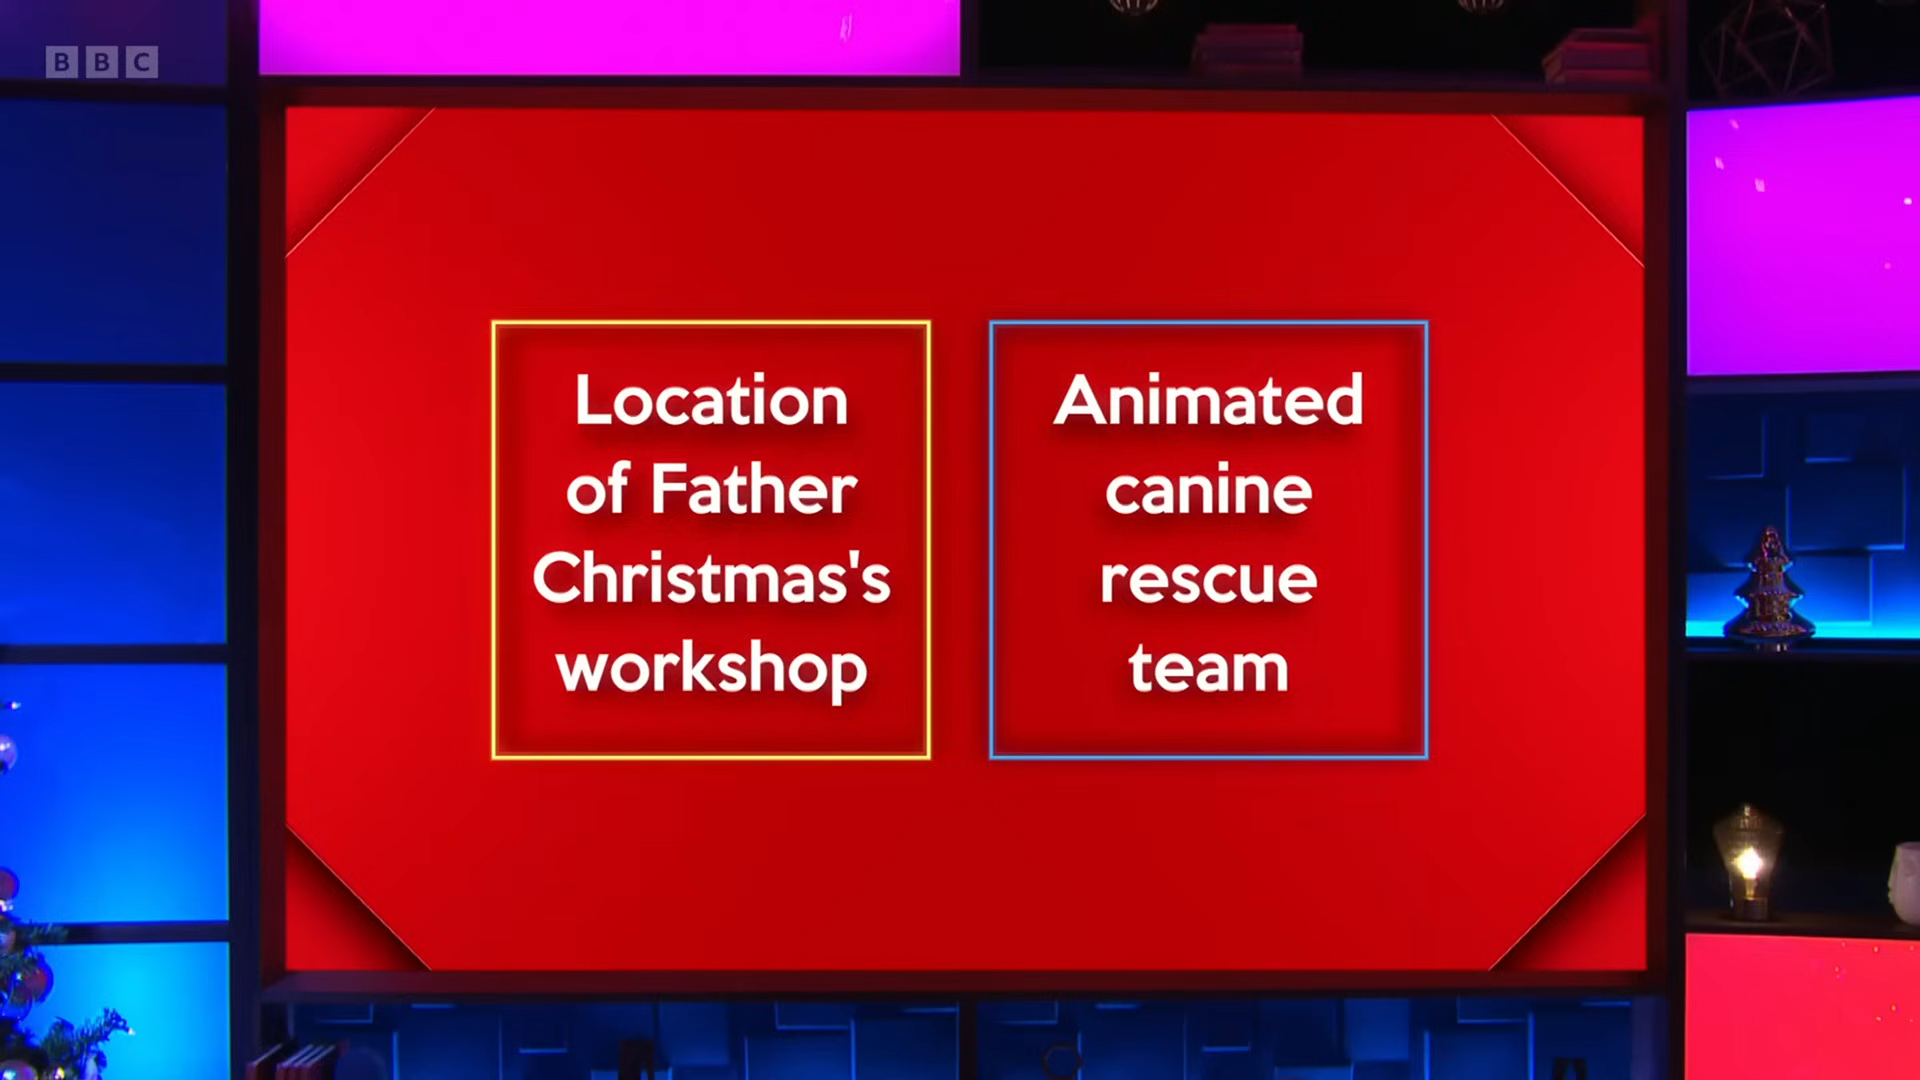 BBC
Location
of Father
Christmas's
workshop
Animated
canine
rescue
team